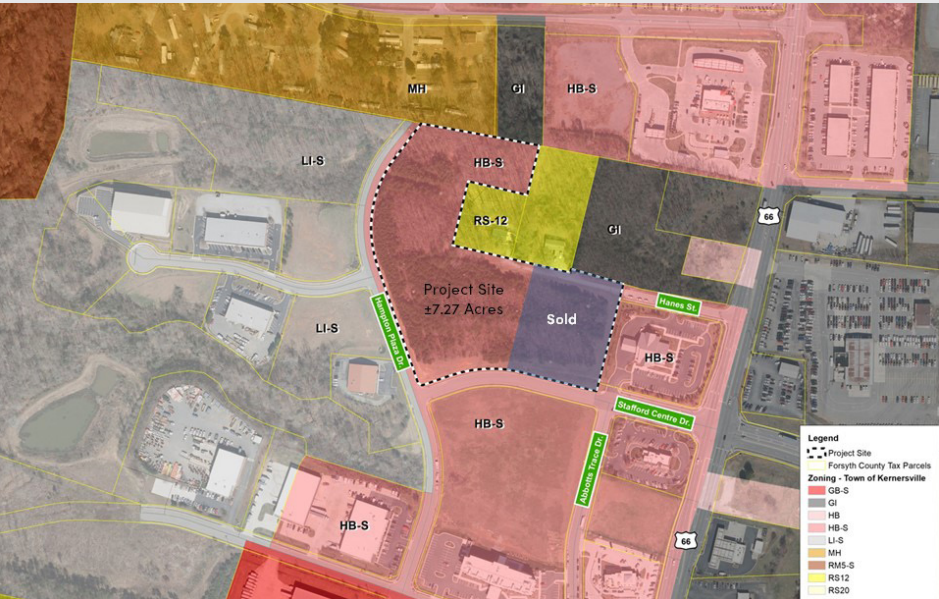 MH
GI
HB-S
66
LI-S
HB-S
RS-12
GI
Project Site
±7.27 Acres
Sold
Hanes St.
Hampton Plaza Dr.
LI-S
HB-S
HB-S
Stafford Centre Dr.
Abbotts Trace Dr.
HB-S
66
Legend
Project Site
Forsyth County Tax Parcels
Zoning - Town of Kernersville
GB-S
GI
HB
HB-S
LI-S
MH
RM5-S
RS12
RS20